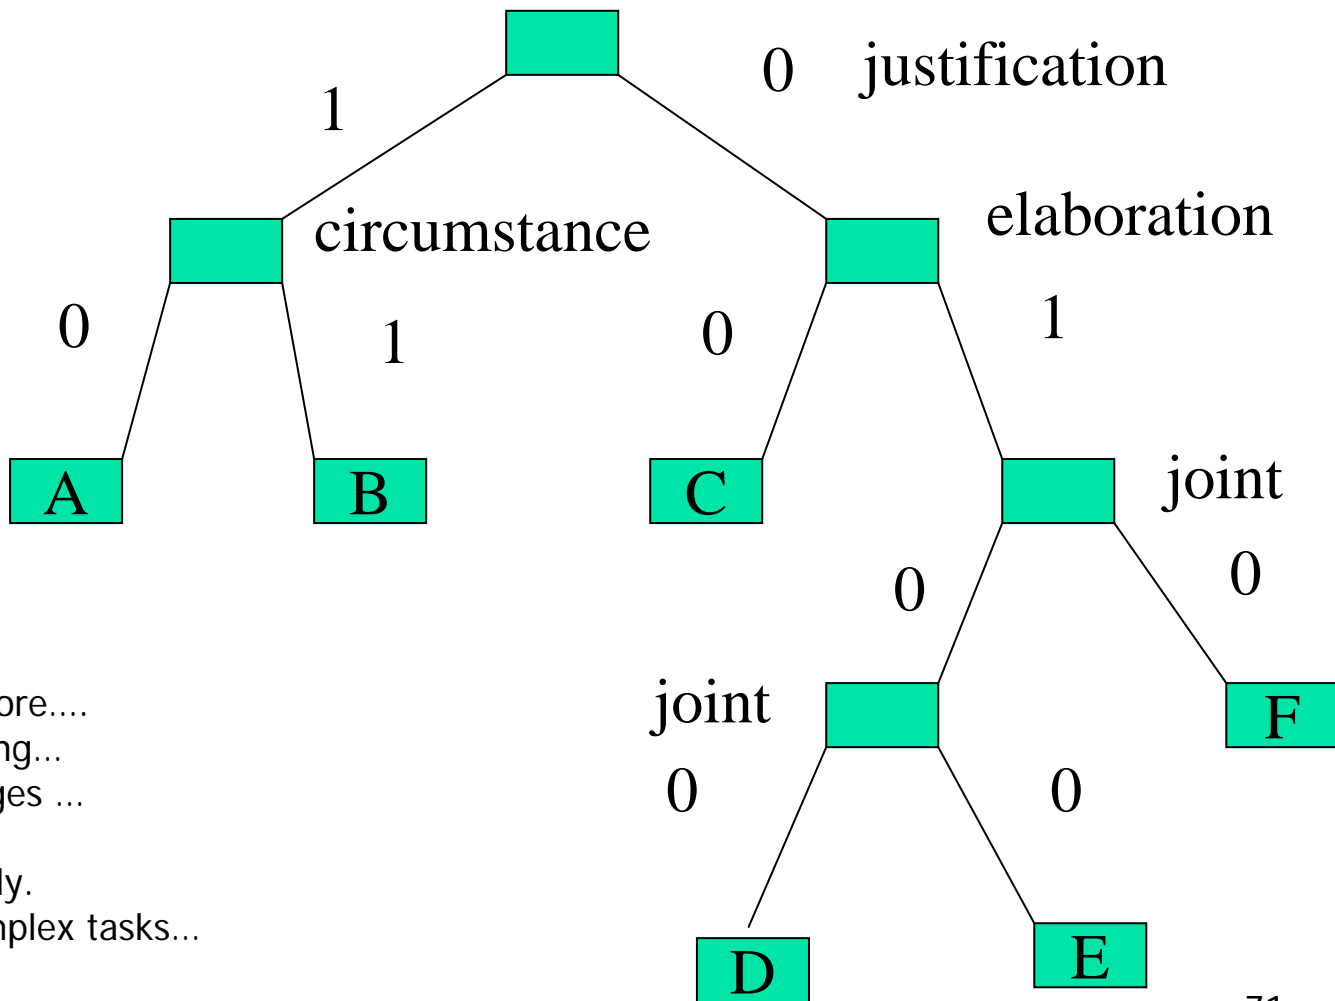 0 justification
1
circumstance
elaboration
0
1
0
1
A
B
C
joint
0
0
joint
F
0
0
D
E
ore....
ng...
ges ...
ly.
nplex tasks...